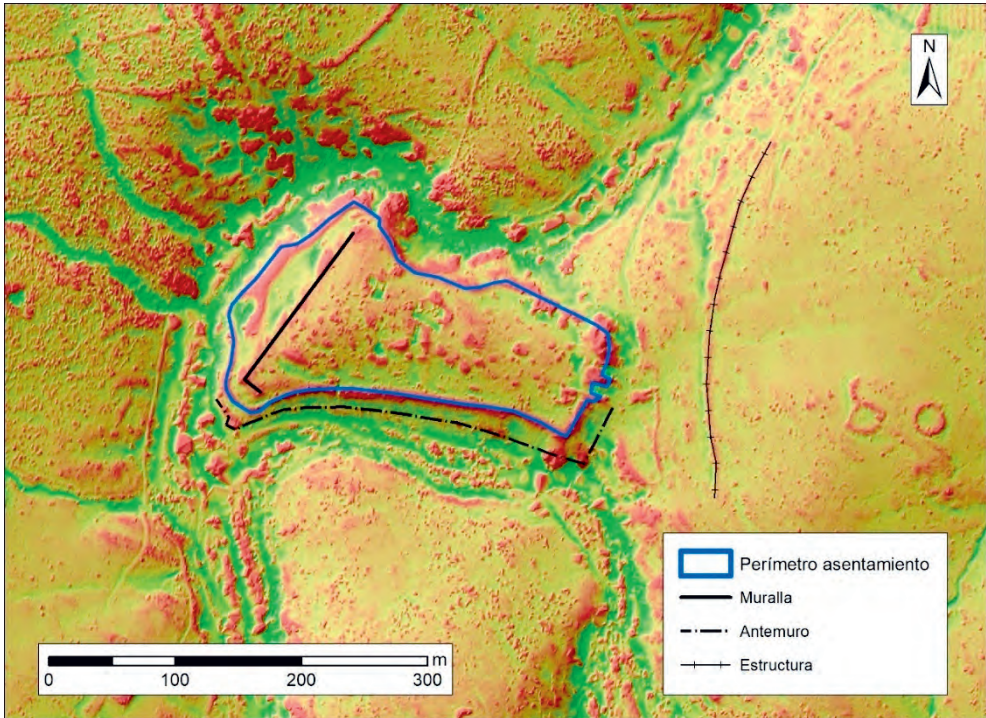 N
Perímetro asentamiento
Muralla
Antemuro
Estructura
m
0 100 200 300